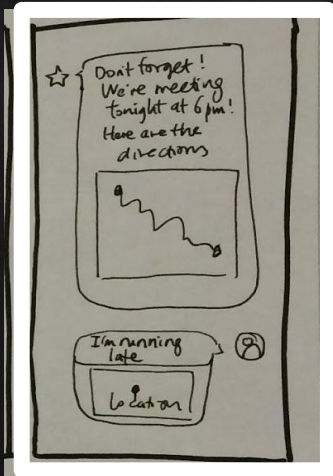 Don't forget!
We're meeting
tonight at 6pm!
Here are the
directions
I'm running
late
location